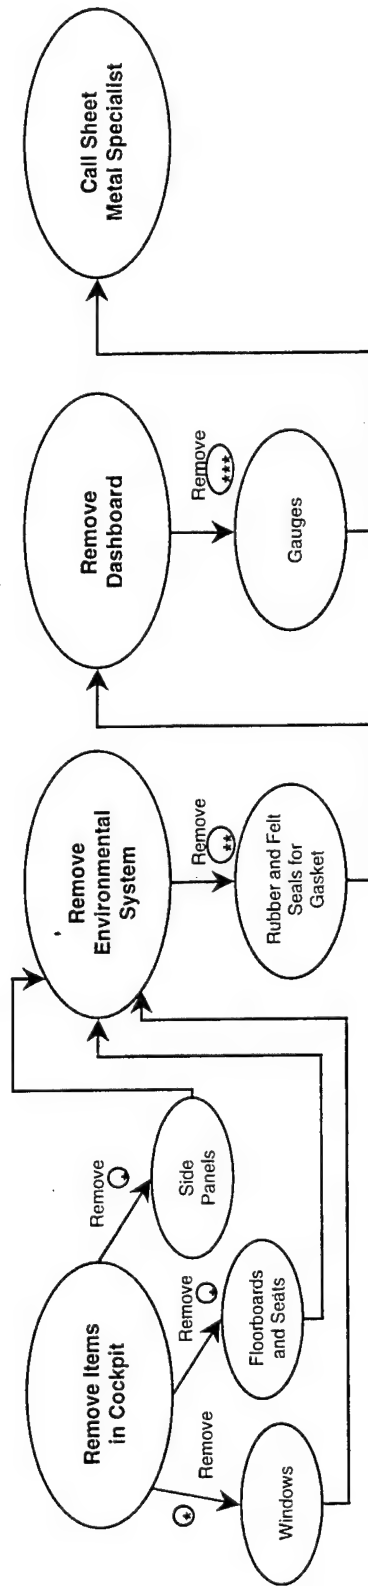 Remove Items
in Cockpit
Remove
*
Windows
Remove
*
Floorboards
and Seats
Remove
*
Side
Panels
Remove
Environmental
System
Remove
**
Rubber and Felt
Seals for
Gasket
Remove
Dashboard
Remove
***
Gauges
Call Sheet
Metal Specialist